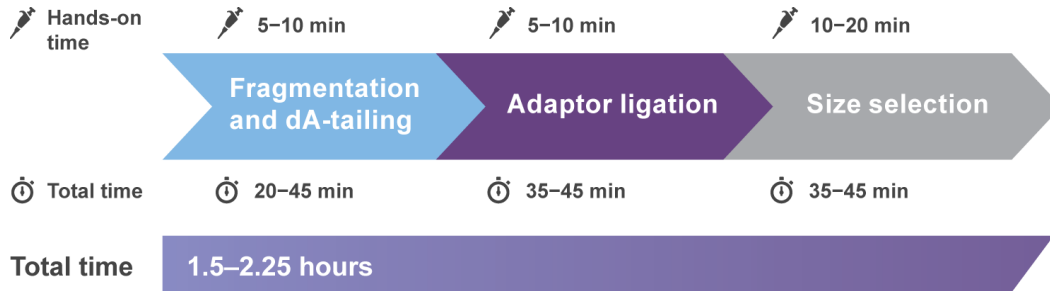 Hands-on
time
5–10 min
5–10 min
10–20 min
Fragmentation
and dA-tailing
Adaptor ligation
Size selection
Total time
20–45 min
35–45 min
35–45 min
Total time
1.5–2.25 hours